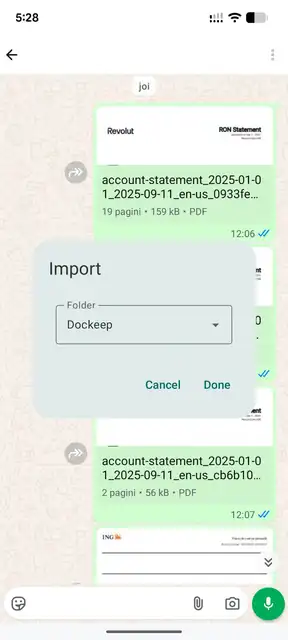 5:28
joi
Revolut
RON Statement
account-statement_2025-01-0
1_2025-09-11_en-us_0933fe...
19 pagini • 159 kB • PDF
12:06
Import
Folder
Dockeep
Cancel
Done
account-statement_2025-01-0
1_2025-09-11_en-us_cb6b10...
2 pagini • 56 kB • PDF
12:07
ING